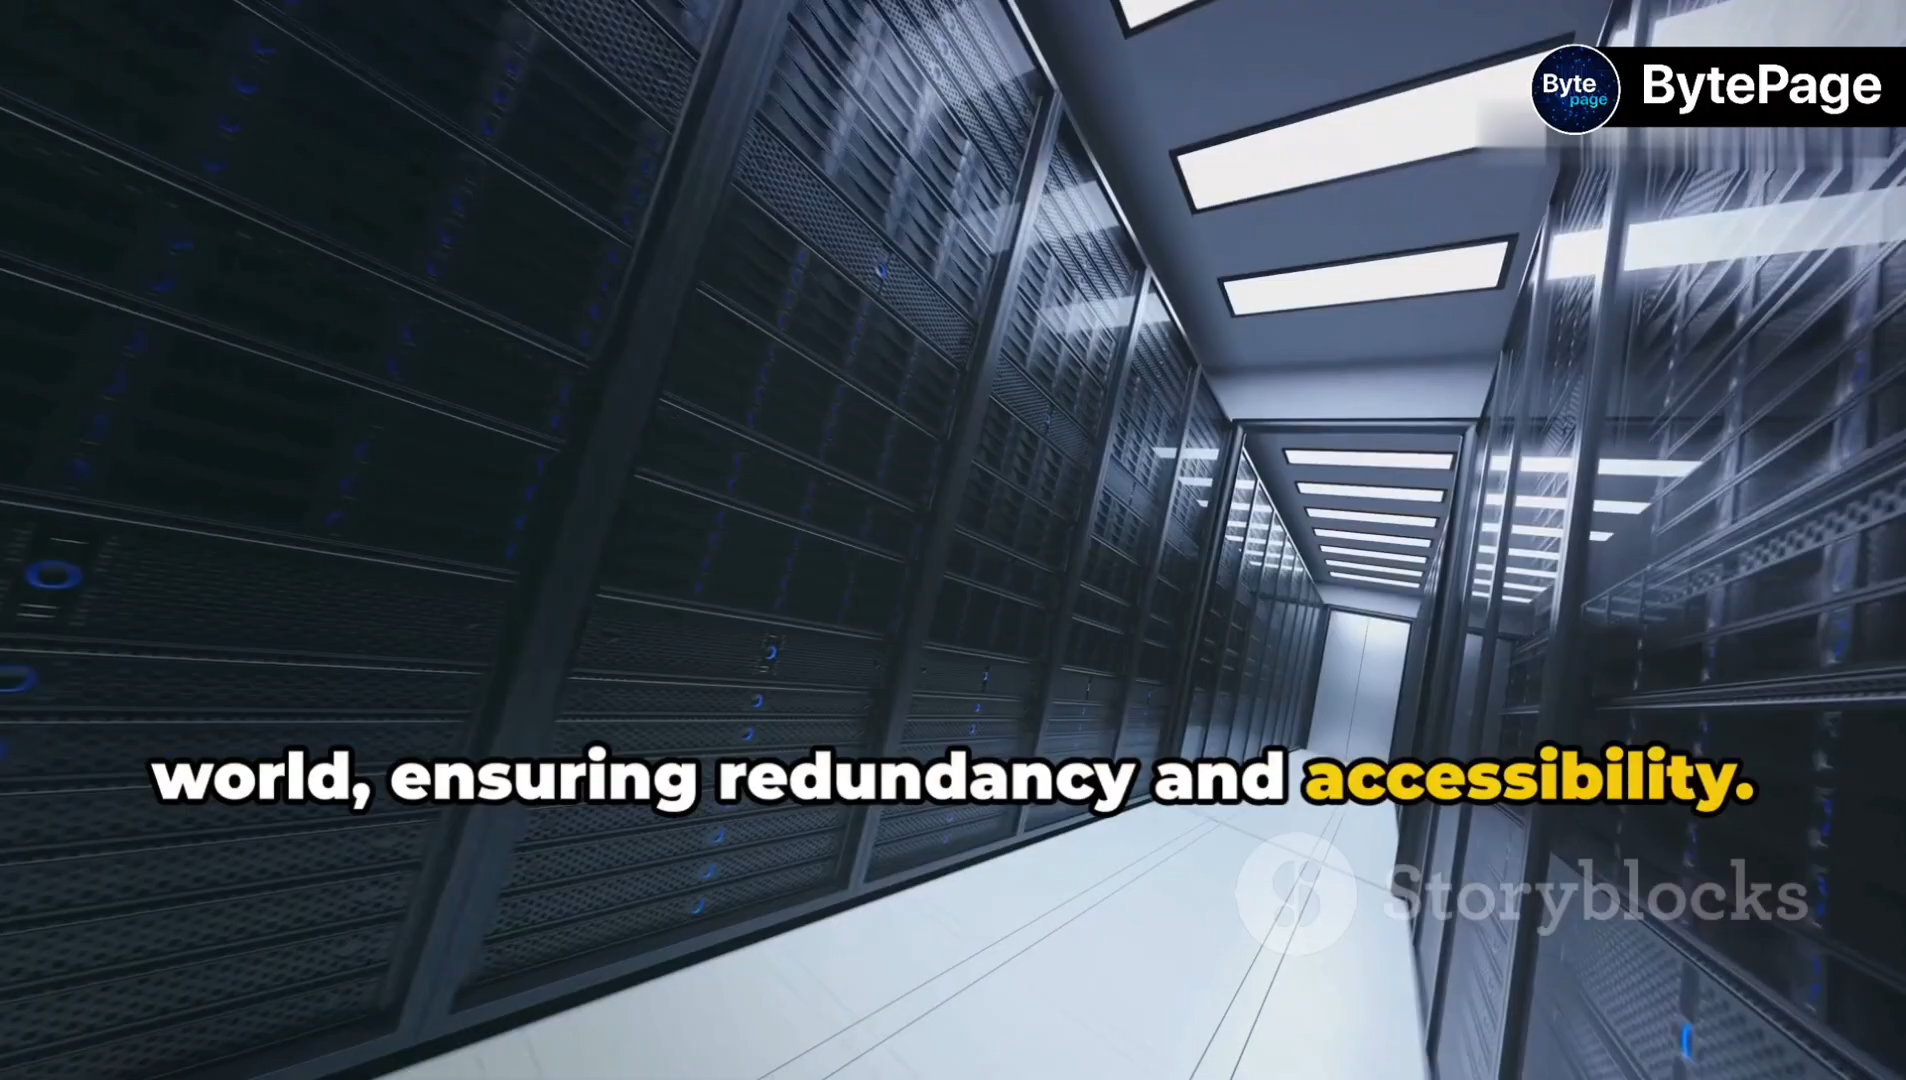 Byte
page
BytePage
world, ensuring redundancy and accessibility.
Storyblocks